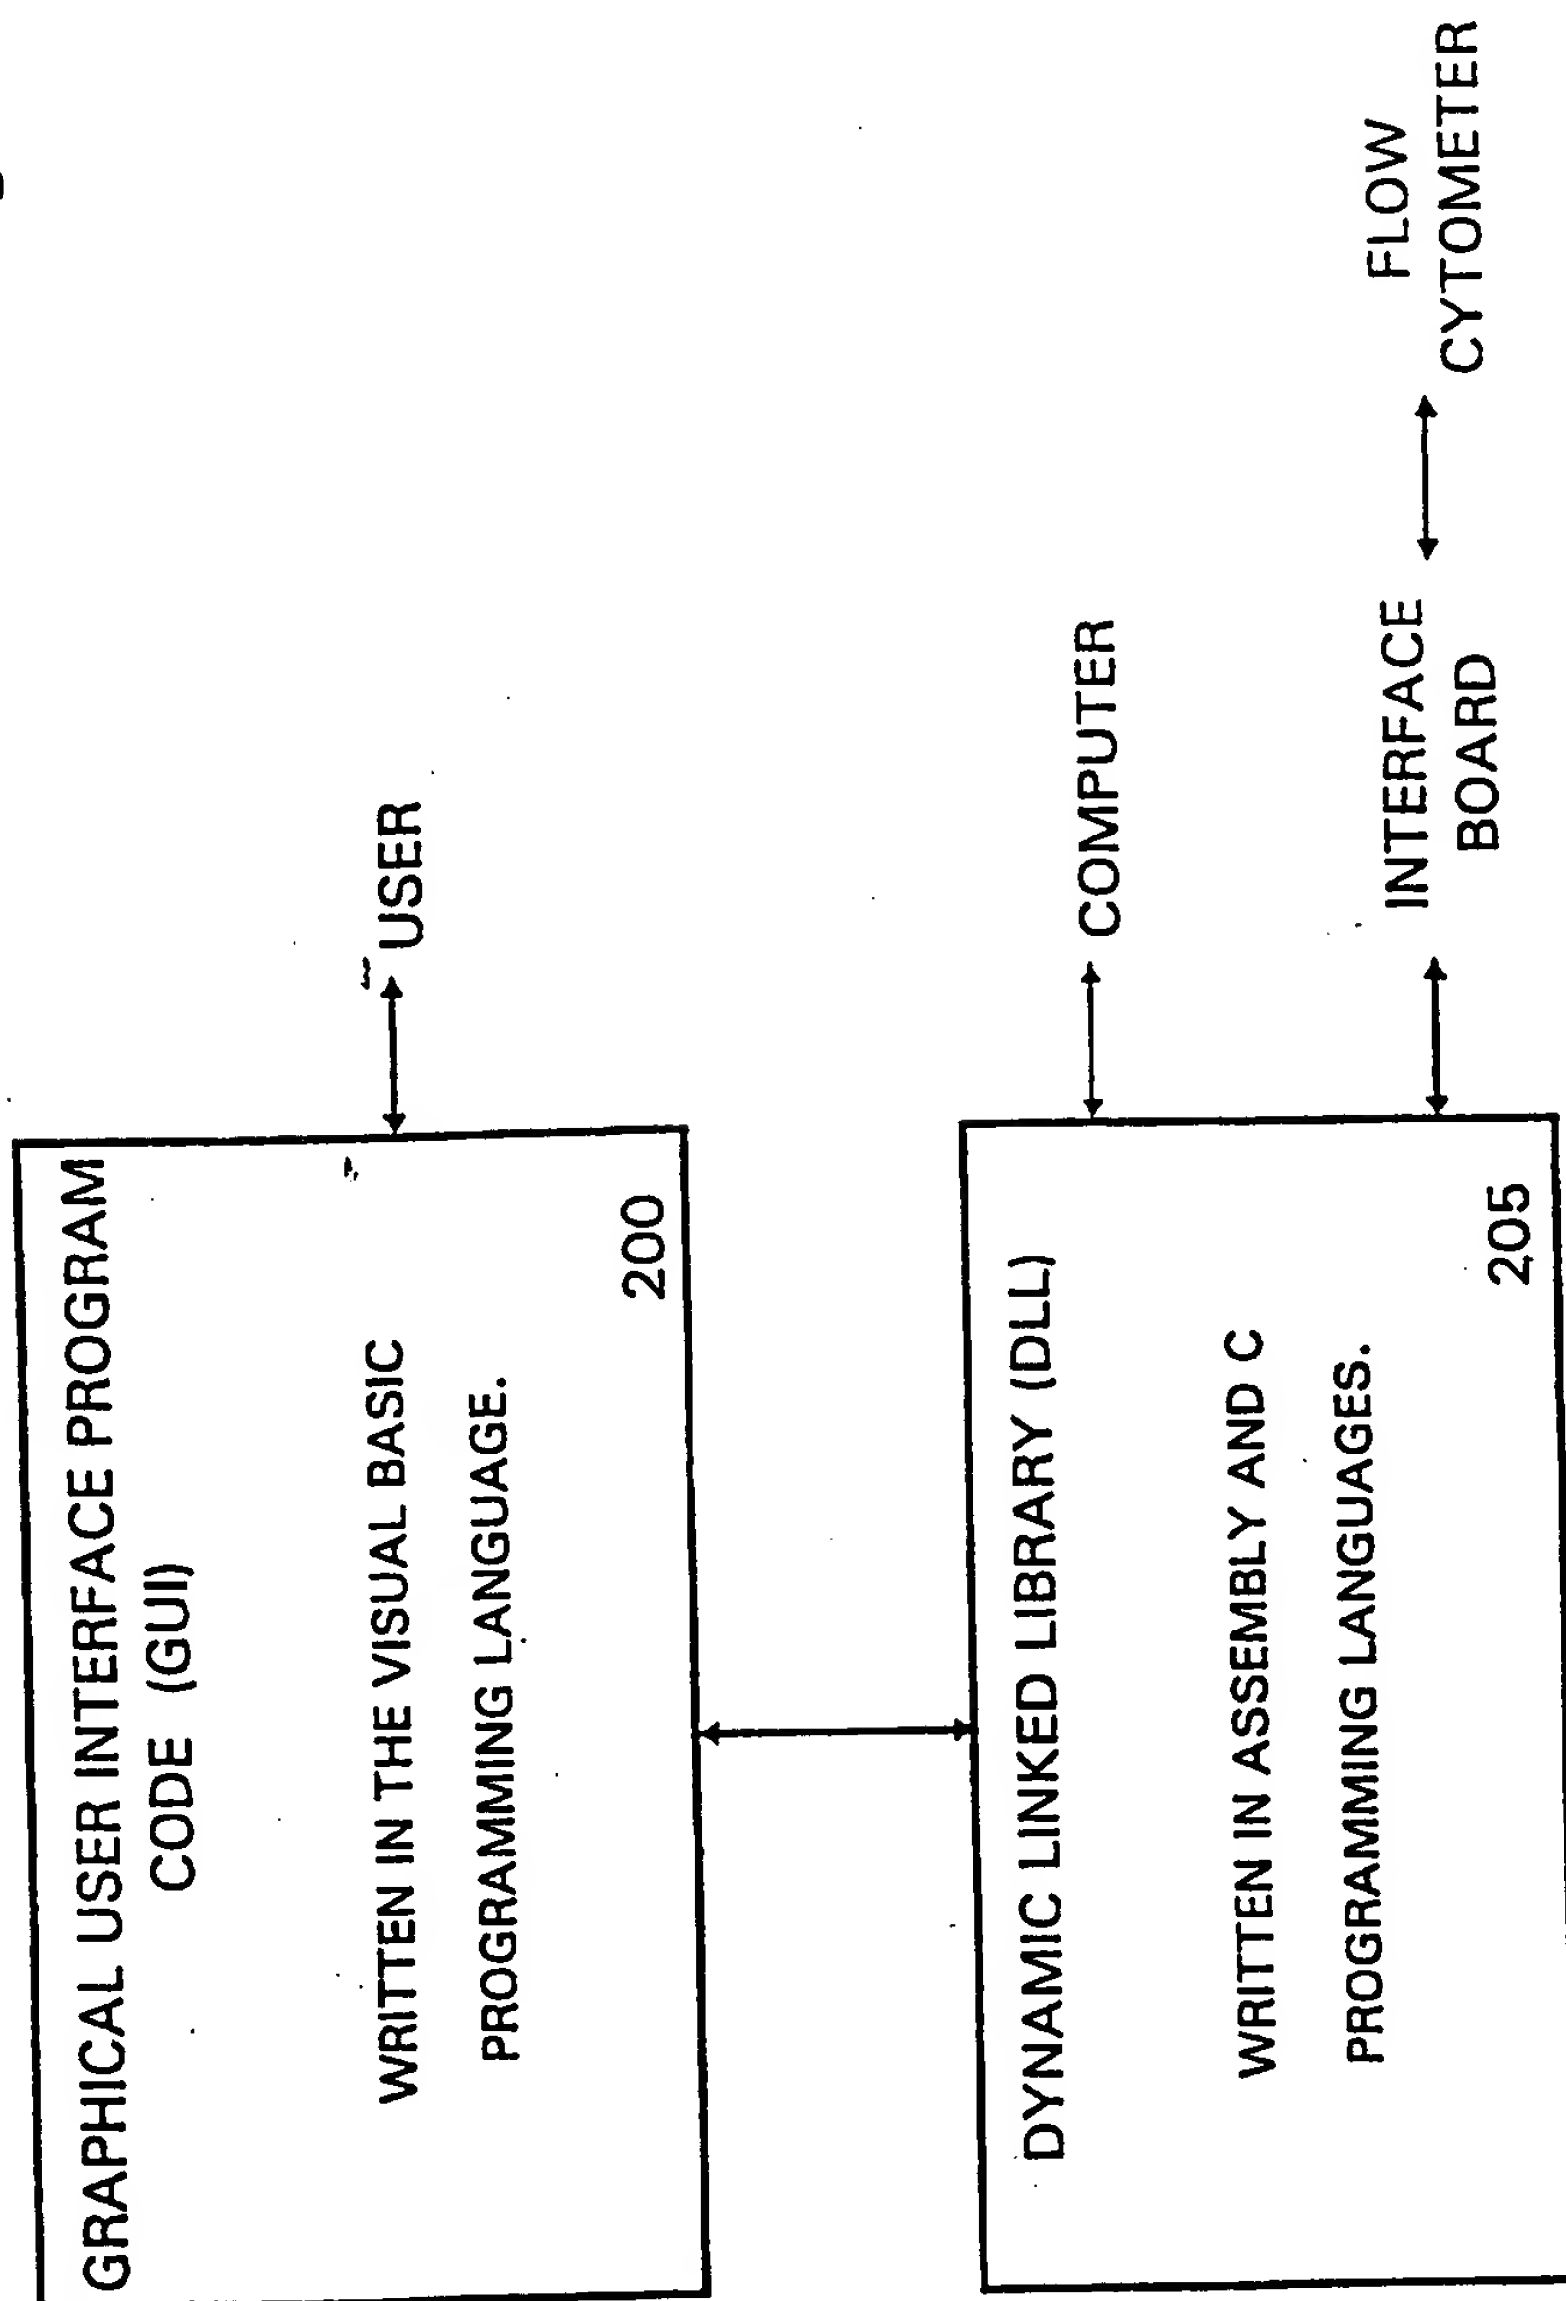 GRAPHICAL USER INTERFACE PROGRAM
CODE (GUI)
WRITTEN IN THE VISUAL BASIC
PROGRAMMING LANGUAGE.
200
USER
DYNAMIC LINKED LIBRARY (DLL)
WRITTEN IN ASSEMBLY AND C
PROGRAMMING LANGUAGES.
205
COMPUTER
INTERFACE
BOARD
FLOW
CYTOMETER